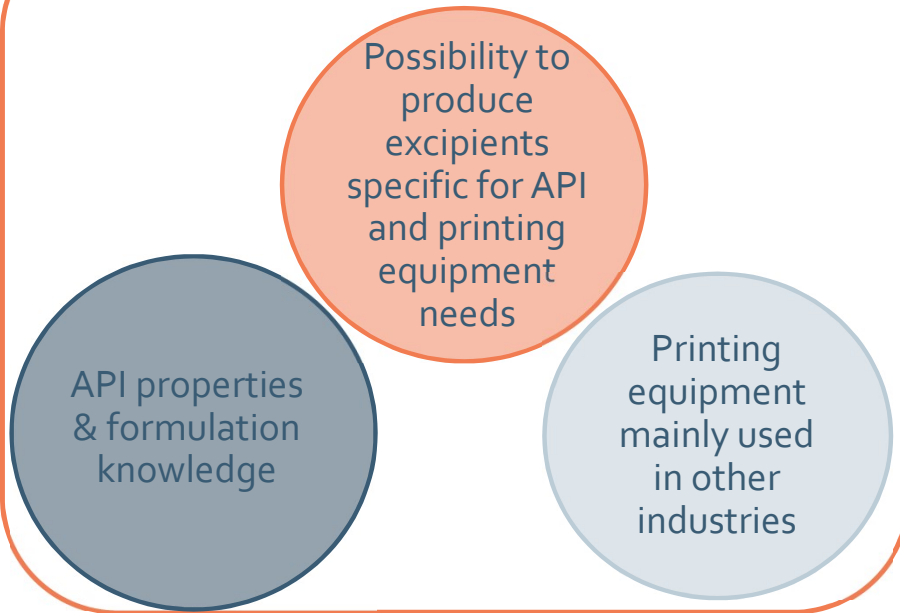 Possibility to
produce
excipients
specific for API
and printing
equipment
needs
API properties
& formulation
knowledge
Printing
equipment
mainly used
in other
industries